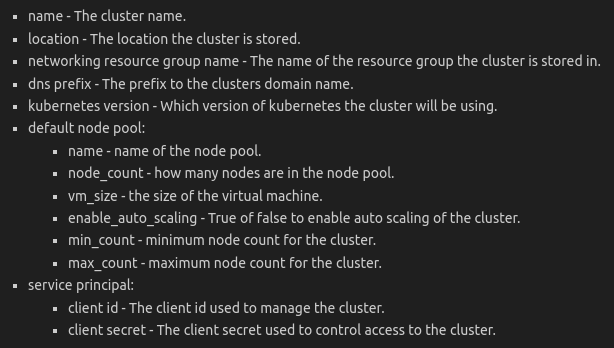 name - The cluster name.
location - The location the cluster is stored.
networking resource group name - The name of the resource group the cluster is stored in.
dns prefix - The prefix to the clusters domain name.
kubernetes version - Which version of kubernetes the cluster will be using.
default node pool:
name - name of the node pool.
node_count - how many nodes are in the node pool.
vm_size - the size of the virtual machine.
enable_auto_scaling - True of false to enable auto scaling of the cluster.
min_count - minimum node count for the cluster.
max_count - maximum node count for the cluster.
service principal:
client id - The client id used to manage the cluster.
client secret - The client secret used to control access to the cluster.